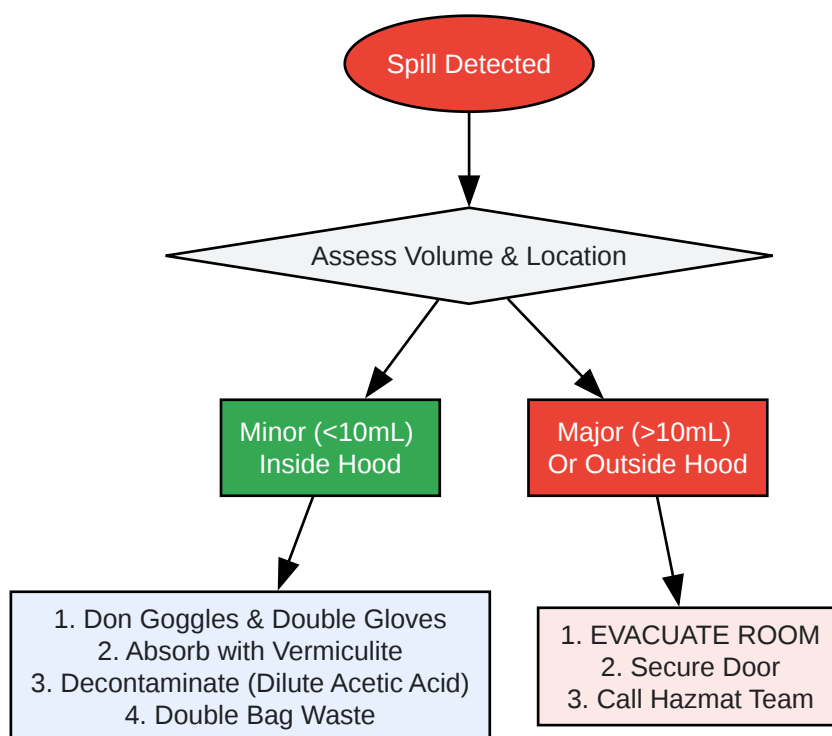 Spill Detected
Assess Volume & Location
Minor (<10mL)
Inside Hood
Major (>10mL)
Or Outside Hood
1. Don Goggles & Double Gloves
2. Absorb with Vermiculite
3. Decontaminate (Dilute Acetic Acid)
4. Double Bag Waste
1. EVACUATE ROOM
2. Secure Door
3. Call Hazmat Team